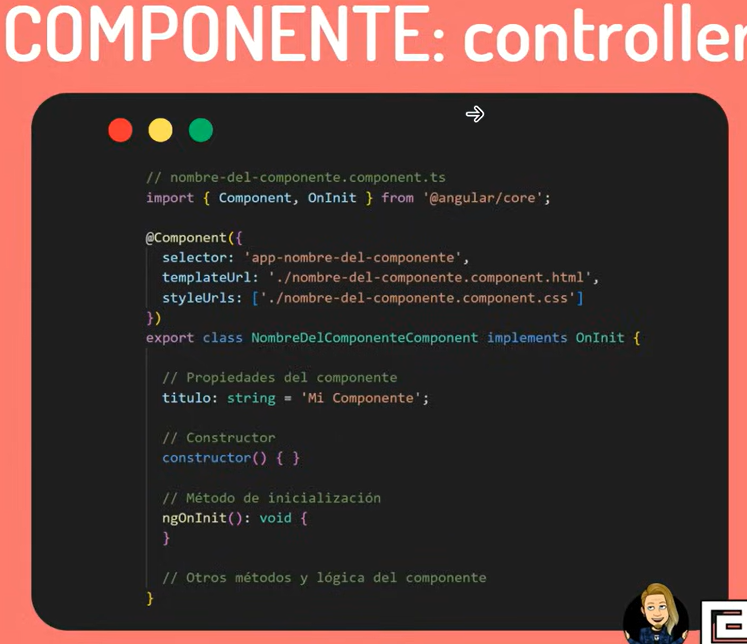 COMPONENTE: controller
// nombre-del-componente.component.ts
import { Component, OnInit } from '@angular/core';
@Component({
selector: 'app-nombre-del-componente',
templateUrl: './nombre-del-componente.component.html',
styleUrls: ['./nombre-del-componente.component.css']
})
export class NombreDelComponenteComponent implements OnInit {
// Propiedades del componente
titulo: string = 'Mi Componente';
// Constructor
constructor() { }
// Método de inicialización
ngOnInit(): void {
}
// Otros métodos y lógica del componente
}